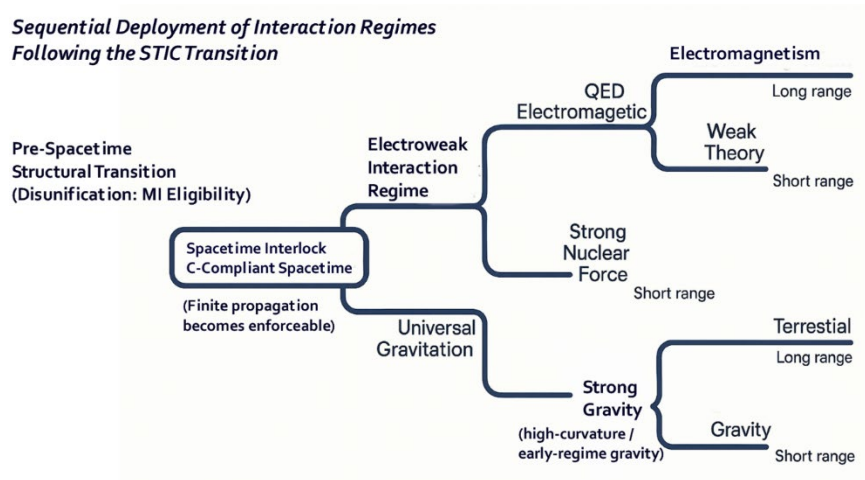 Sequential Deployment of Interaction Regimes
Following the STIC Transition
Pre-Spacetime
Structural Transition
(Disunification: MI Eligibility)
Spacetime Interlock
C-Compliant Spacetime
(Finite propagation
becomes enforceable)
Electroweak
Interaction
Regime
Universal
Gravitation
QED
Electromagetic
Strong
Nuclear
Force
Short range
Strong
Gravity
(high-curvature /
early-regime gravity)
Electromagnetism
Long range
Weak
Theory
Short range
Terrestial
Long range
Gravity
Short range